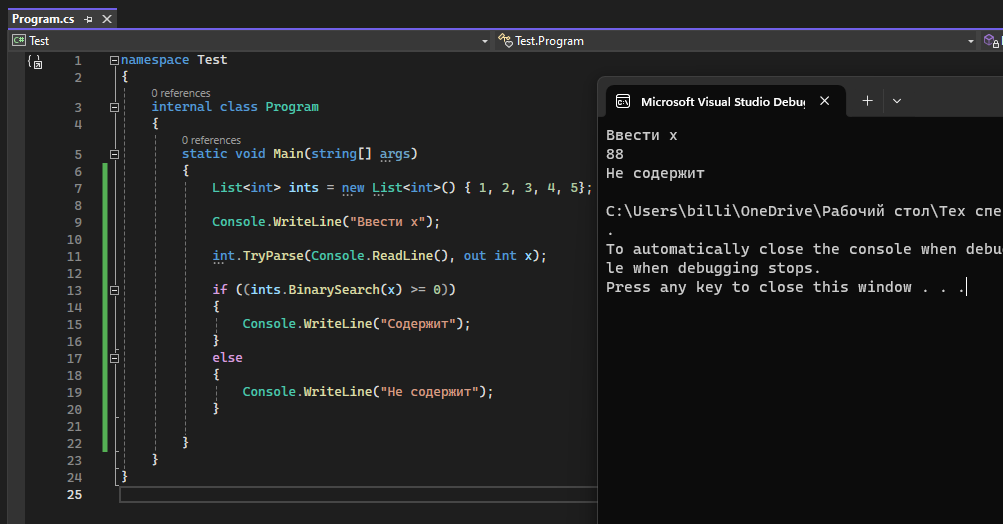 Program.cs
C# Test
Test.Program
1 namespace Test
2 {
0 references
3 internal class Program
4 {
0 references
5 static void Main(string[] args)
6 {
7 List<int> ints = new List<int>() { 1, 2, 3, 4, 5};
8
9 Console.WriteLine("Ввести x");
10
11 int.TryParse(Console.ReadLine(), out int x);
12
13 if ((ints.BinarySearch(x) >= 0))
14 {
15 Console.WriteLine("Содержит");
16 }
17 else
18 {
19 Console.WriteLine("Не содержит");
20 }
21
22 }
23 }
24 }
25
Microsoft Visual Studio Debug
Ввести x
88
Не содержит
C:\Users\billi\OneDrive\Рабочий стол\Тех спе
.
To automatically close the console when debug
le when debugging stops.
Press any key to close this window . . .